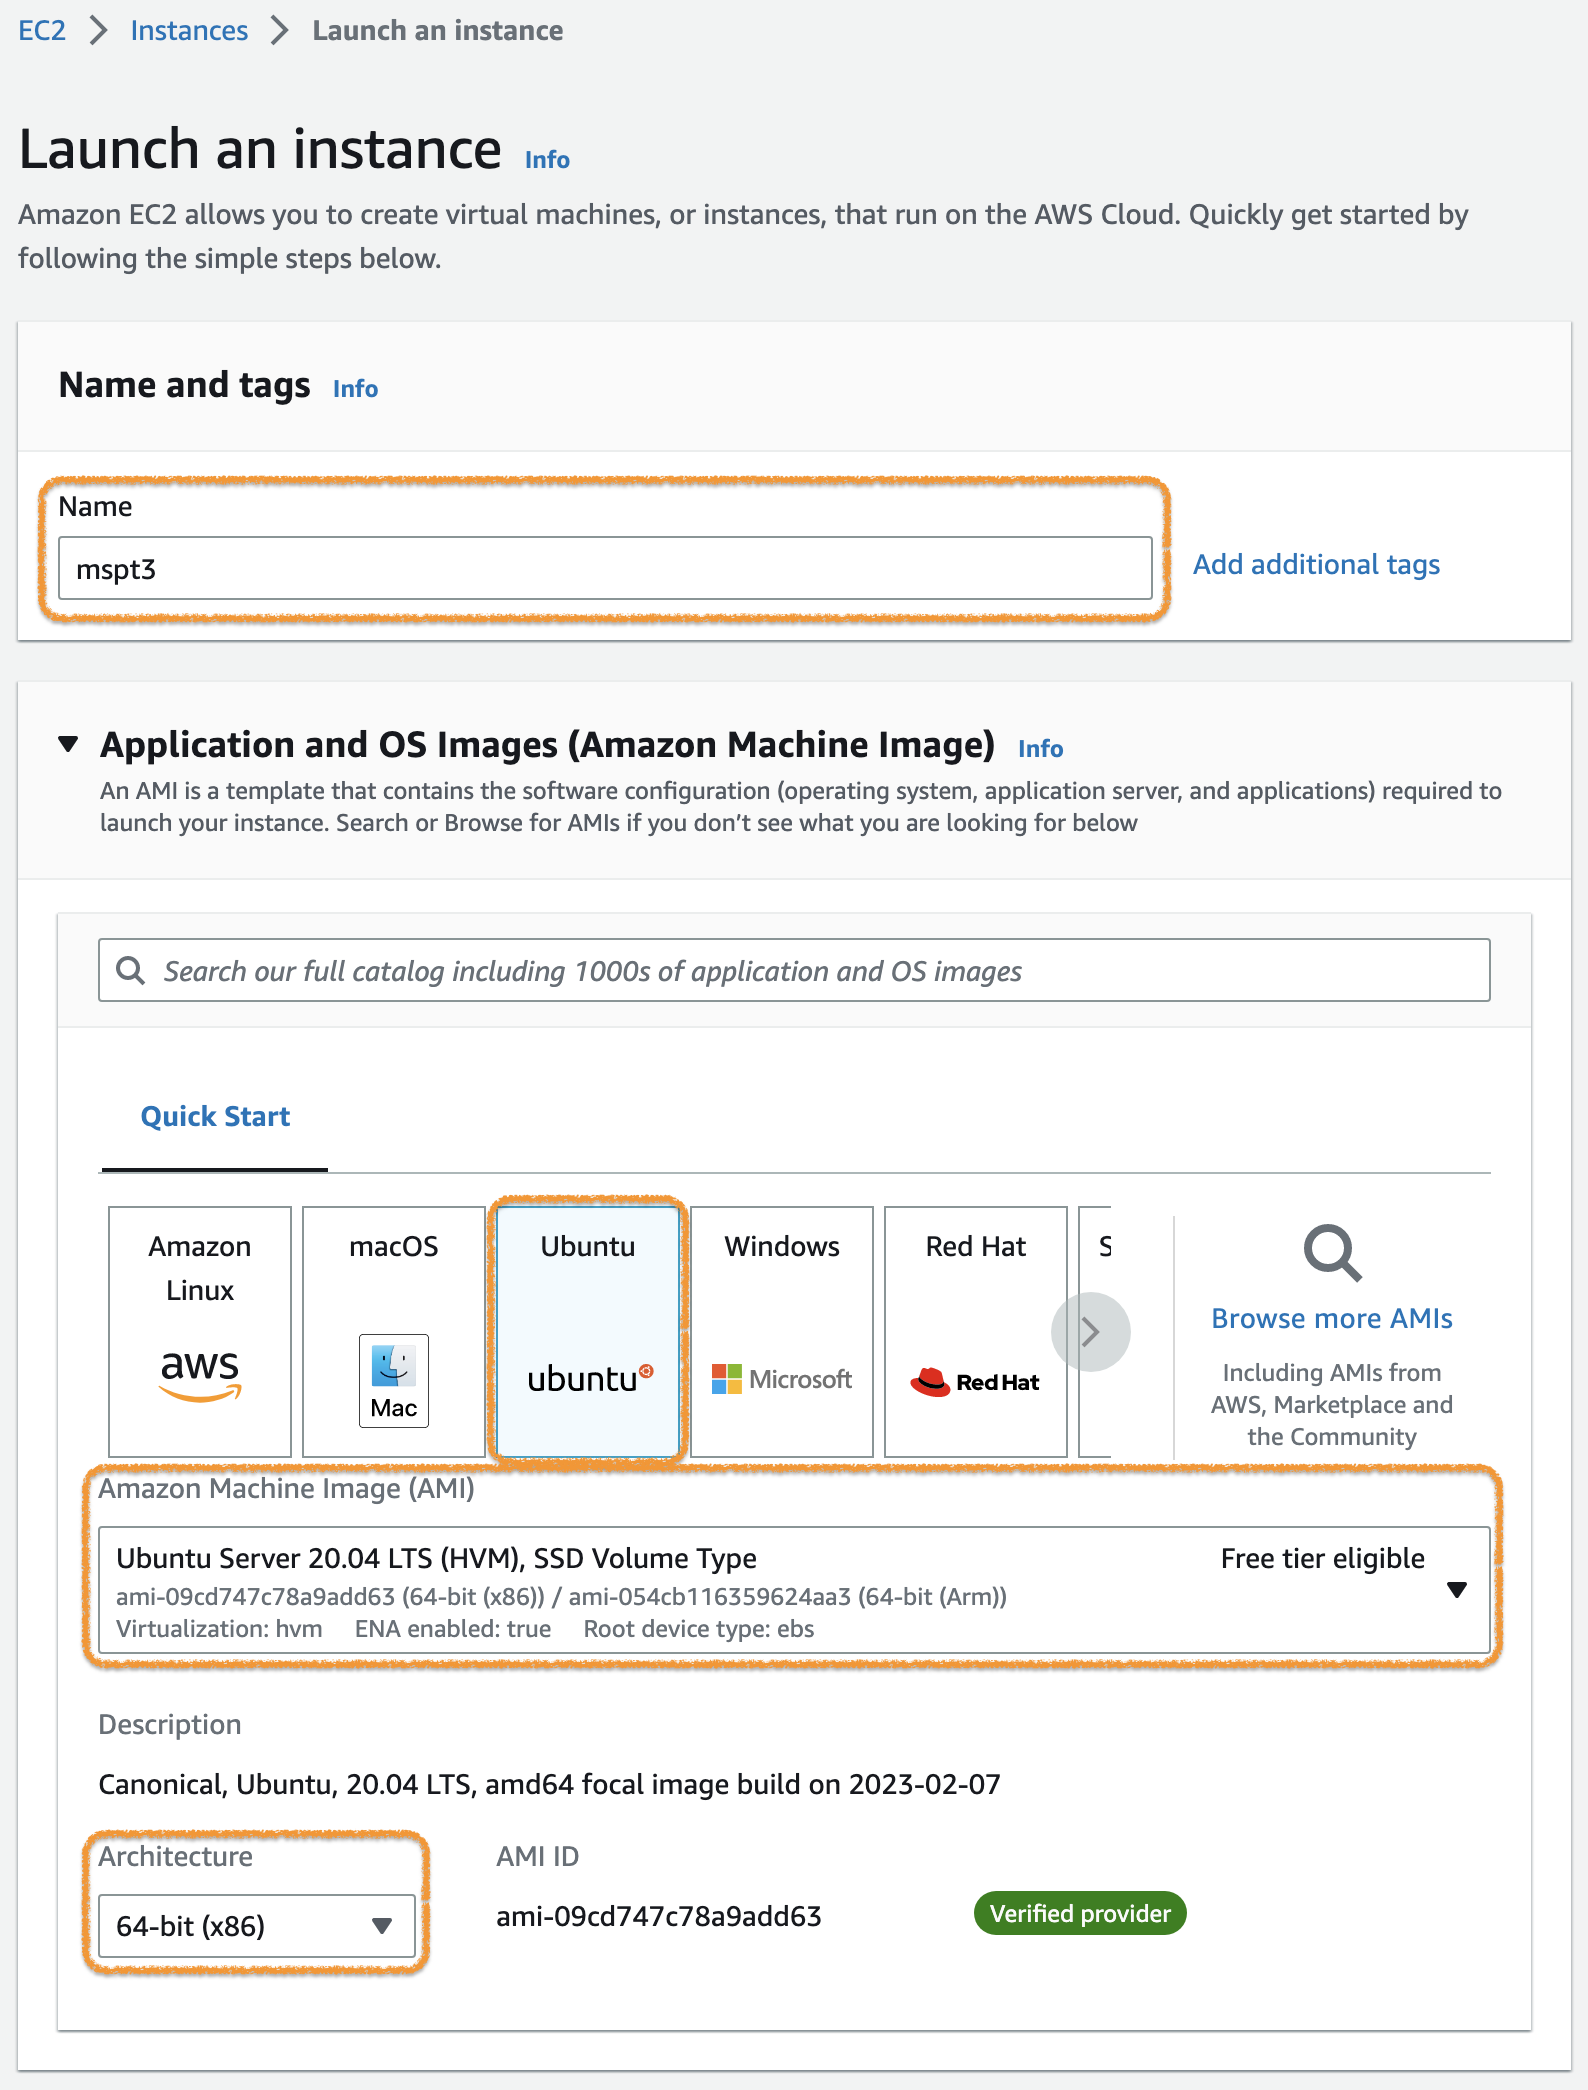 EC2 > Instances > Launch an instance
Launch an instance Info
Amazon EC2 allows you to create virtual machines, or instances, that run on the AWS Cloud. Quickly get started by
following the simple steps below.
Name and tags Info
Name
mspt3
Add additional tags
Application and OS Images (Amazon Machine Image) Info
An AMI is a template that contains the software configuration (operating system, application server, and applications) required to
launch your instance. Search or Browse for AMIs if you don’t see what you are looking for below
Search our full catalog including 1000s of application and OS images
Quick Start
Amazon
Linux
aws
macOS
Mac
Ubuntu
ubuntu
Windows
Microsoft
Red Hat
Red Hat
S
Browse more AMIs
Including AMIs from
AWS, Marketplace and
the Community
Amazon Machine Image (AMI)
Ubuntu Server 20.04 LTS (HVM), SSD Volume Type
Free tier eligible
ami-09cd747c78a9add63 (64-bit (x86)) / ami-054cb116359624aa3 (64-bit (Arm))
Virtualization: hvm ENA enabled: true Root device type: ebs
Description
Canonical, Ubuntu, 20.04 LTS, amd64 focal image build on 2023-02-07
Architecture
64-bit (x86)
AMI ID
ami-09cd747c78a9add63
Verified provider